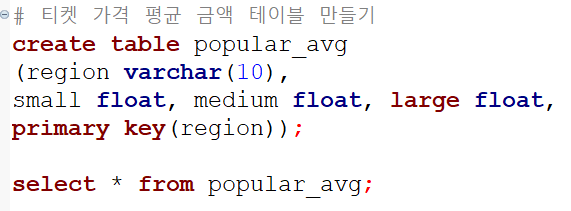 # 티켓 가격 평균 금액 테이블 만들기
create table popular_avg
(region varchar(10),
small float, medium float, large float,
primary key(region));
select * from popular_avg;